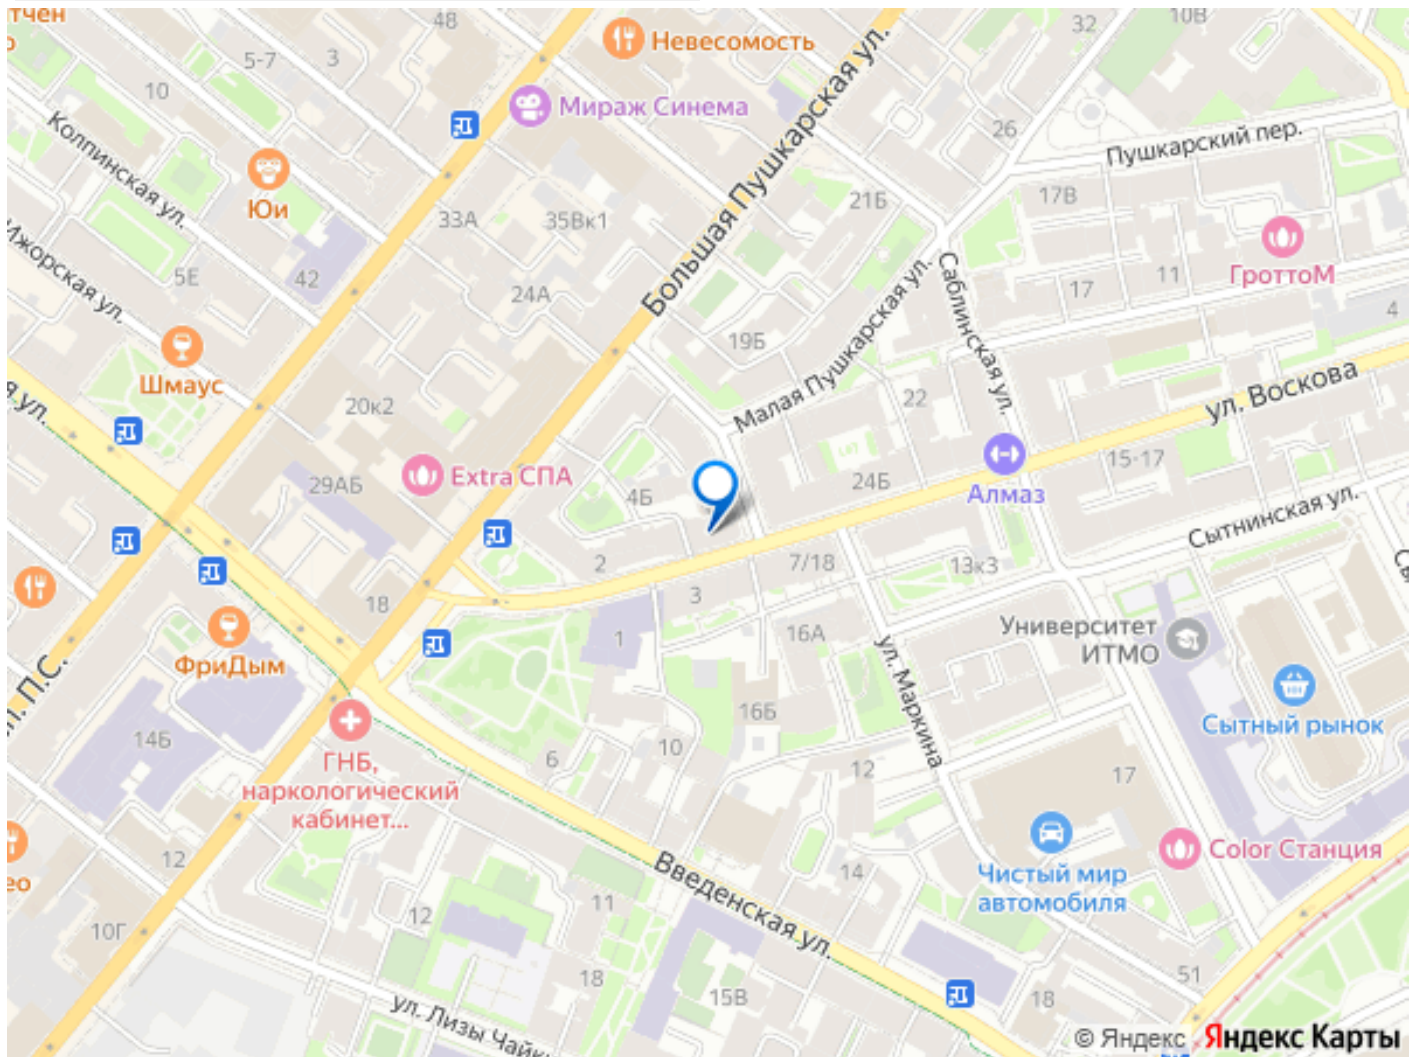 48
10В
32
Невесомость
5-7
3
10
Мираж Синема
Колпинская ул.
26
Пушкарский пер.
Юи
33А
35Вк1
Большая Пушкарская ул.
21Б
17В
Ижорская ул.
5Е
42
24А
Саблинская ул.
ГроттоМ
17
11
4
19Б
Малая Пушкарская ул.
Шмаус
20к2
22
ул. Воскова
29АБ
Extra СПА
4Б
24Б
Алмаз
15-17
Сытнинская ул.
2
7/18
13к3
18
3
1
16А
Университет
ИТМО
ФриДым
ул. Маркина
П.С.
14Б
16Б
Сытный рынок
10
6
12
17
ГНБ,
наркологический
кабинет...
12
Введенская ул.
Чистый мир
автомобиля
Color Станция
14
10Г
12
11
18
15В
51
18
ул. Лизы Чайк
© Яндекс Яндекс Карты